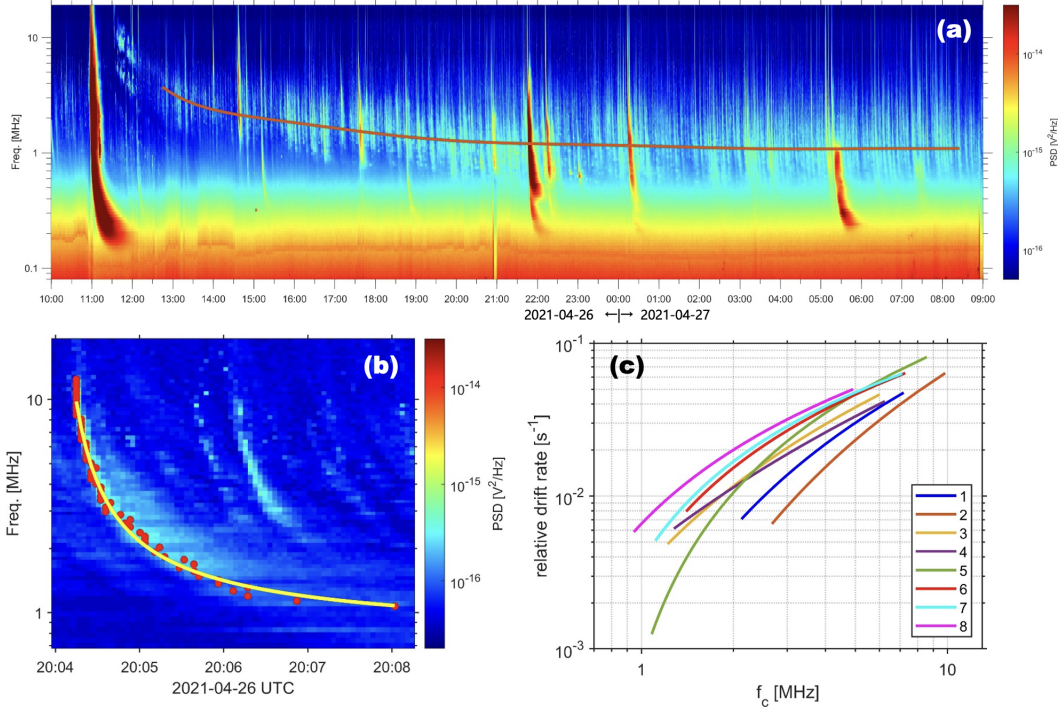 (a)
10
Freq. [MHz]
1
0.1
10:00 11:00 12:00 13:00 14:00 15:00 16:00 17:00 18:00 19:00 20:00 21:00 22:00 23:00 00:00 01:00 02:00 03:00 04:00 05:00 06:00 07:00 08:00 09:00
2021-04-26 ←|→ 2021-04-27
10⁻¹⁴
10⁻¹⁵
10⁻¹⁶
PSD [V²/Hz]
(b)
10
Freq. [MHz]
1
20:04 20:05 20:06 20:07 20:08
2021-04-26 UTC
10⁻¹⁴
10⁻¹⁵
10⁻¹⁶
PSD [V²/Hz]
(c)
10⁻¹
10⁻²
10⁻³
relative drift rate [s⁻¹]
1
2
3
4
5
6
7
8
1 10
f_c [MHz]